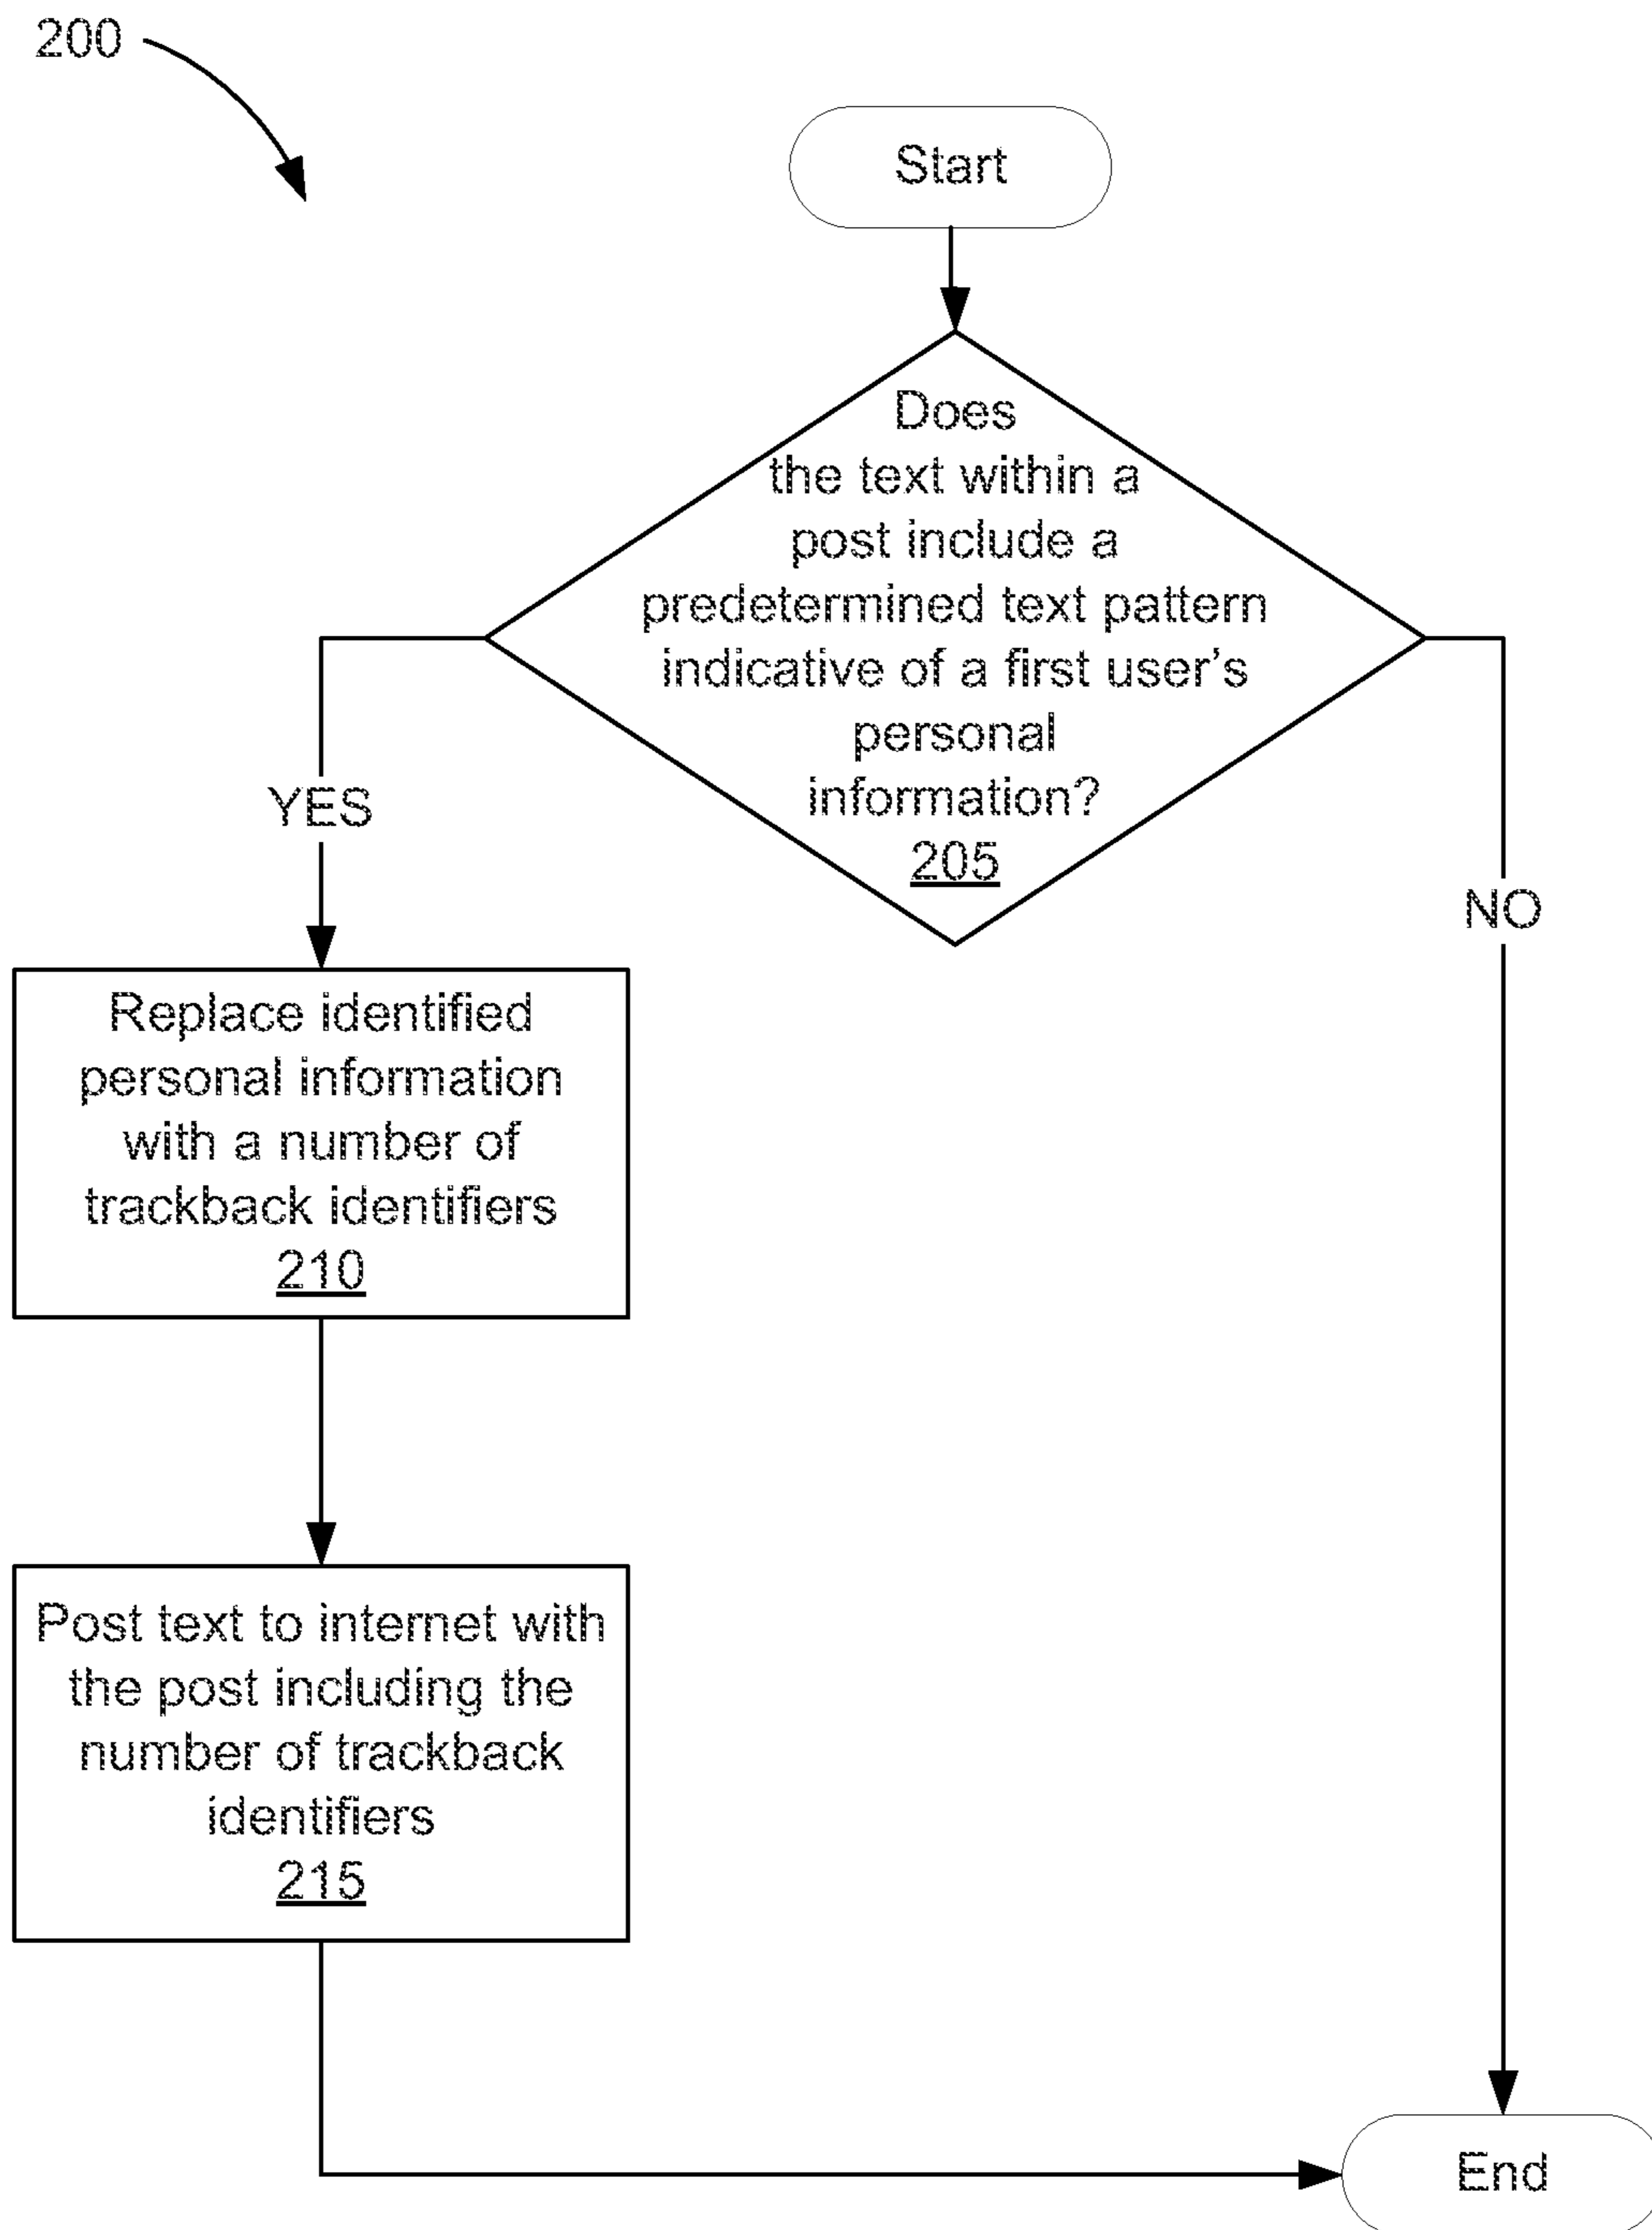 200
Start
Does
the text within a
post include a
predetermined text pattern
indicative of a first user’s
personal
information?
205
YES
NO
Replace identified
personal information
with a number of
trackback identifiers
210
Post text to internet with
the post including the
number of trackback
identifiers
215
End